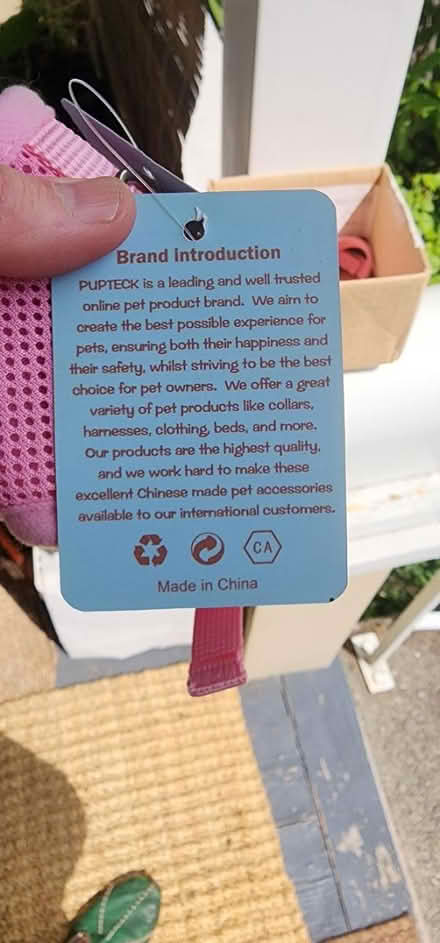 Brand introduction
PUPTECK is a leading and well trusted
online pet product brand. We aim to
create the best possible experience for
pets, ensuring both their happiness and
their safety, whilst striving to be the best
choice for pet owners. We offer a great
variety of pet products like collars,
harnesses, clothing, beds, and more.
Our products are the highest quality,
and we work hard to make these
excellent Chinese made pet accessories
available to our international customers.
CA
Made in China